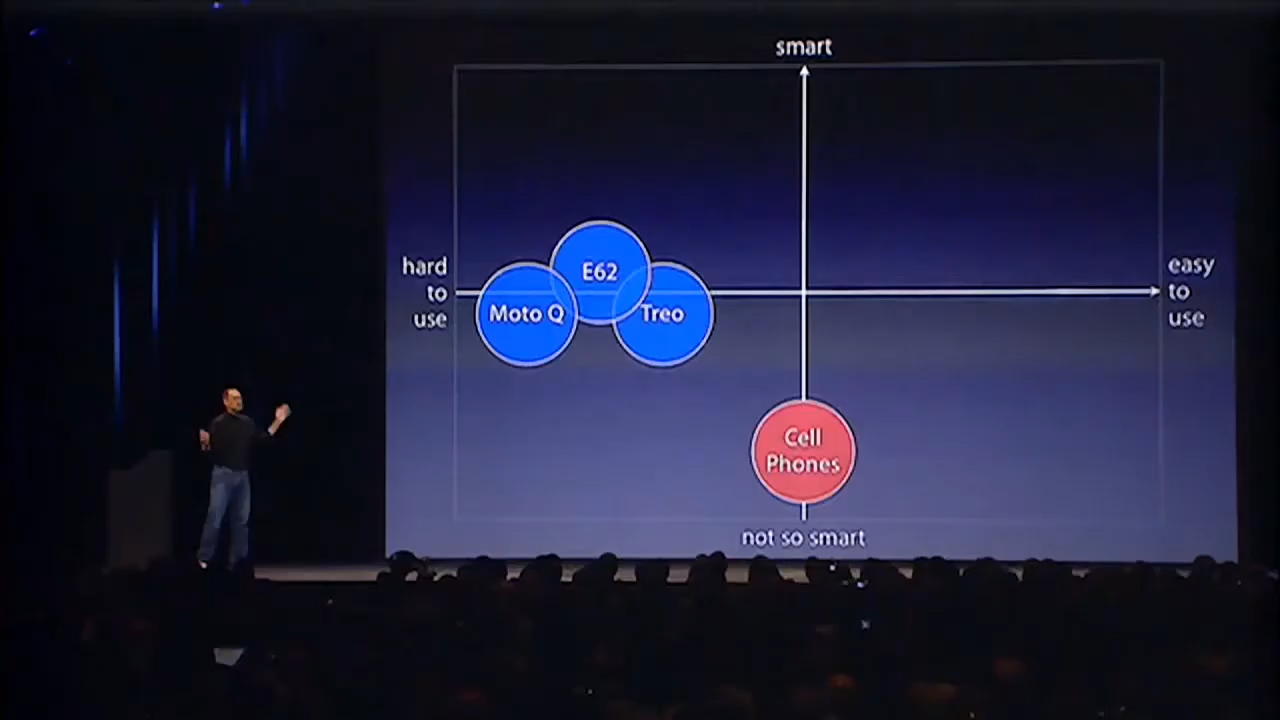 smart
hard
to
use
E62
Moto Q
Treo
easy
to
use
Cell
Phones
not so smart